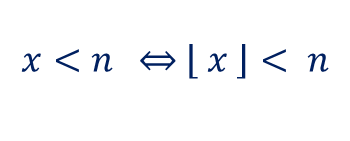 x < n ⇔ ⌊ x ⌋ < n